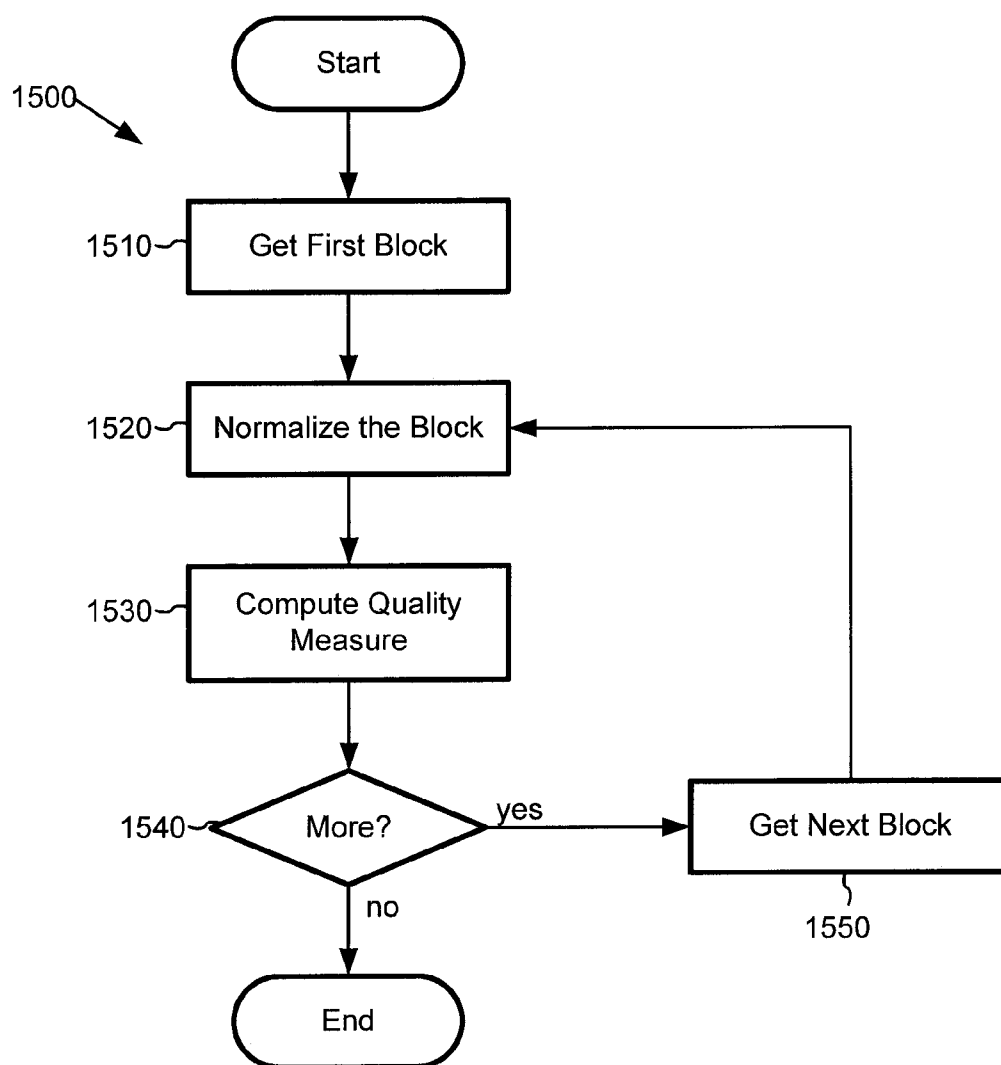 Start
1500
1510
Get First Block
1520
Normalize the Block
1530
Compute Quality
Measure
1540
More?
yes
Get Next Block
1550
no
End